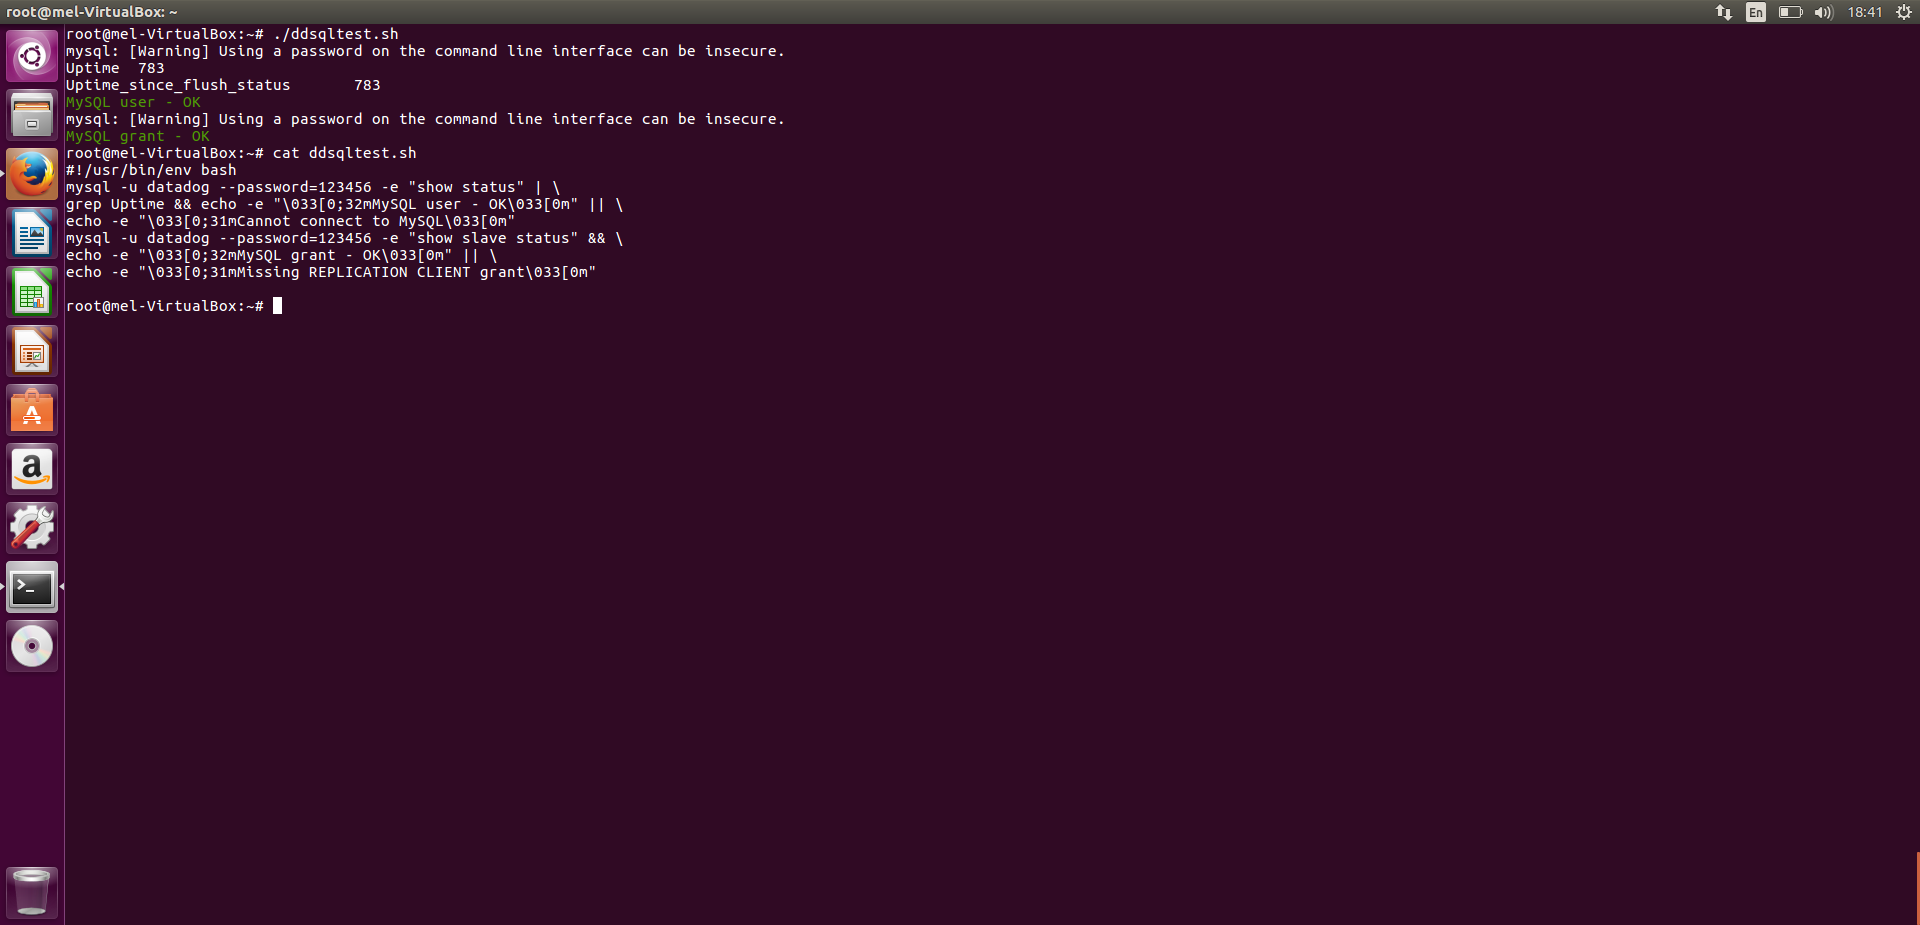 root@mel-VirtualBox: ~
En
18:41
root@mel-VirtualBox:~# ./ddsqltest.sh
mysql: [Warning] Using a password on the command line interface can be insecure.
Uptime  783
Uptime_since_flush_status       783
MySQL user - OK
mysql: [Warning] Using a password on the command line interface can be insecure.
MySQL grant - OK
root@mel-VirtualBox:~# cat ddsqltest.sh
#!/usr/bin/env bash
mysql -u datadog --password=123456 -e "show status" | \
grep Uptime && echo -e "\033[0;32mMySQL user - OK\033[0m" || \
echo -e "\033[0;31mCannot connect to MySQL\033[0m"
mysql -u datadog --password=123456 -e "show slave status" && \
echo -e "\033[0;32mMySQL grant - OK\033[0m" || \
echo -e "\033[0;31mMissing REPLICATION CLIENT grant\033[0m"
root@mel-VirtualBox:~#